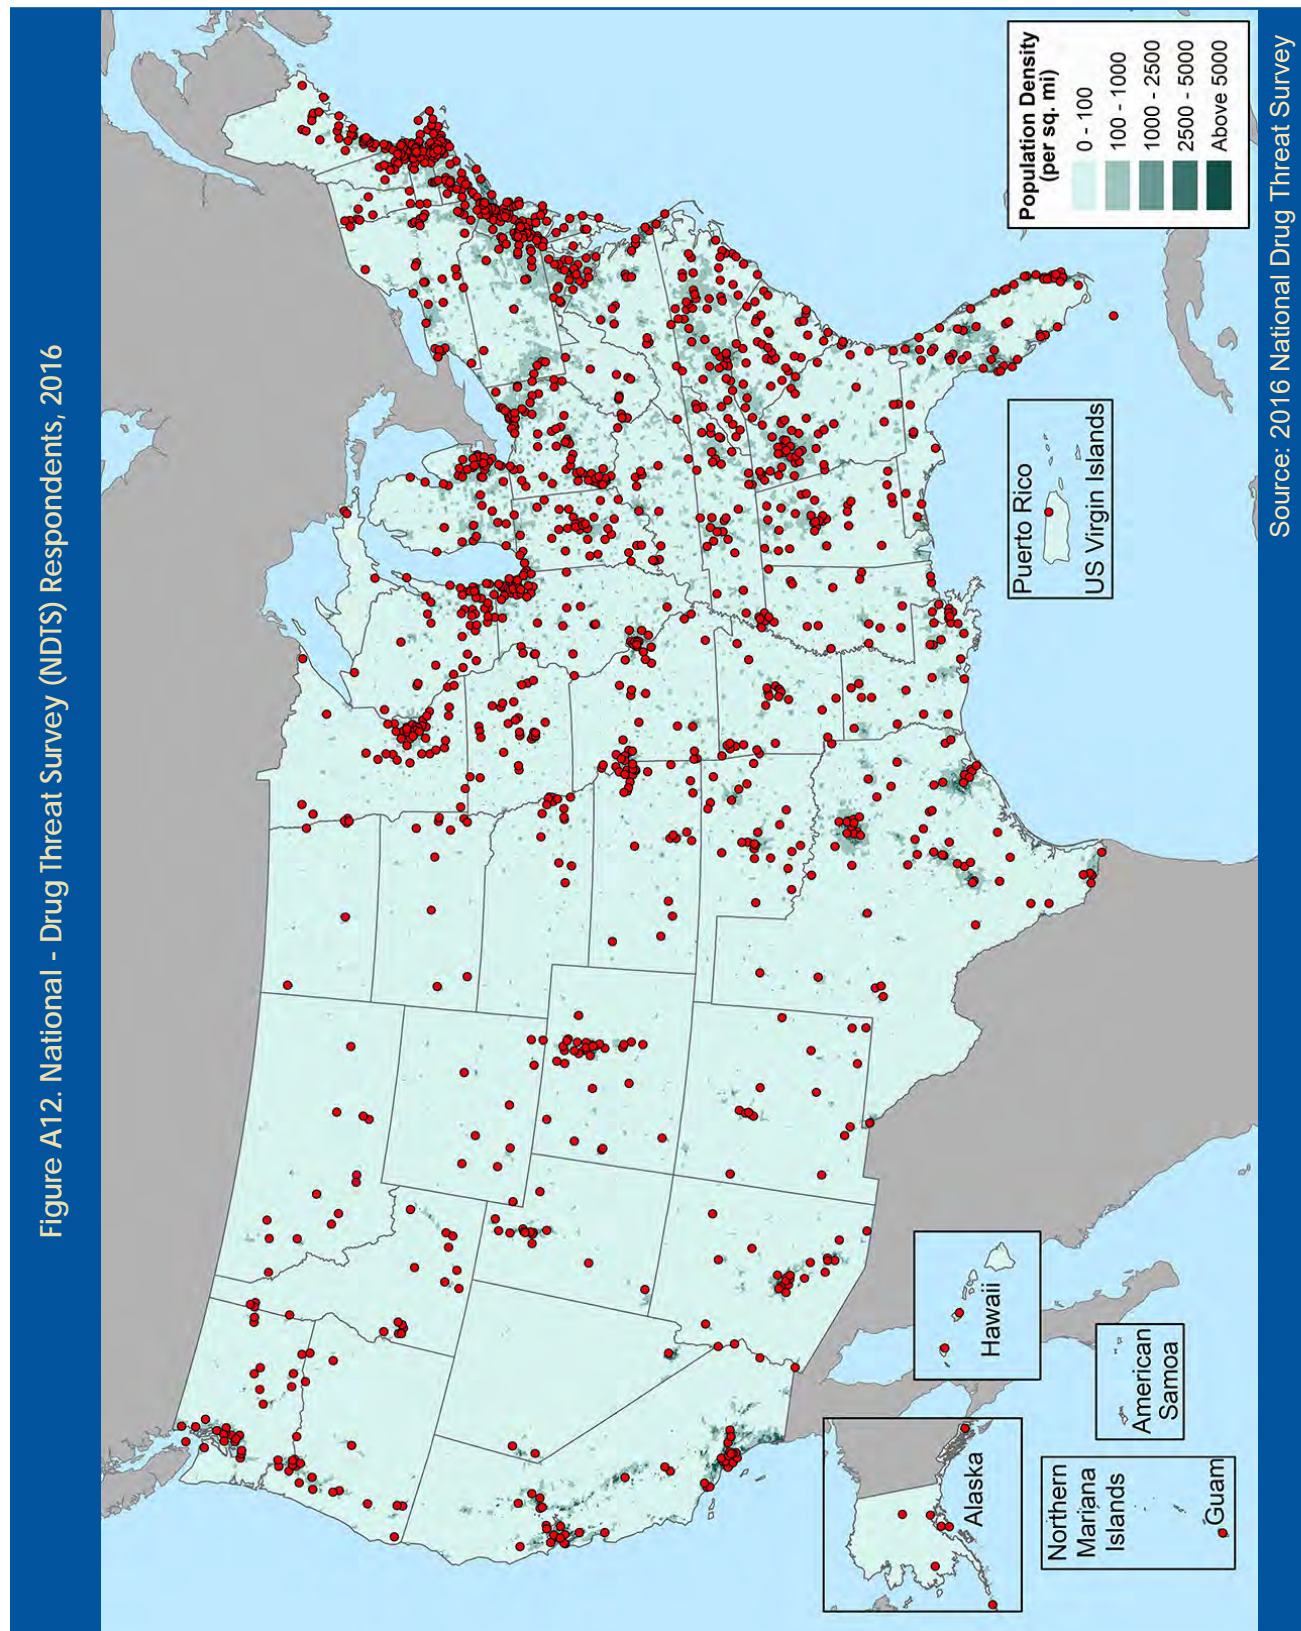 Figure A12. National - Drug Threat Survey (NDTS) Respondents, 2016
Population Density
(per sq. mi)
0 - 100
100 - 1000
1000 - 2500
2500 - 5000
Above 5000
Puerto Rico
US Virgin Islands
Hawaii
American
Samoa
Alaska
Northern
Mariana
Islands
Guam
Source: 2016 National Drug Threat Survey